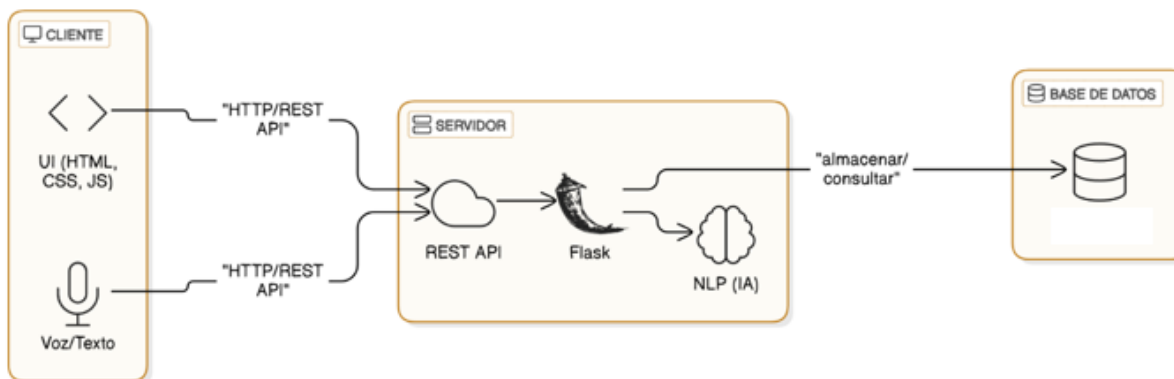 CLIENTE
UI (HTML,
CSS, JS)
Voz/Texto
"HTTP/REST
API"
"HTTP/REST
API"
SERVIDOR
REST API
Flask
NLP (IA)
"almacenar/
consultar"
BASE DE DATOS